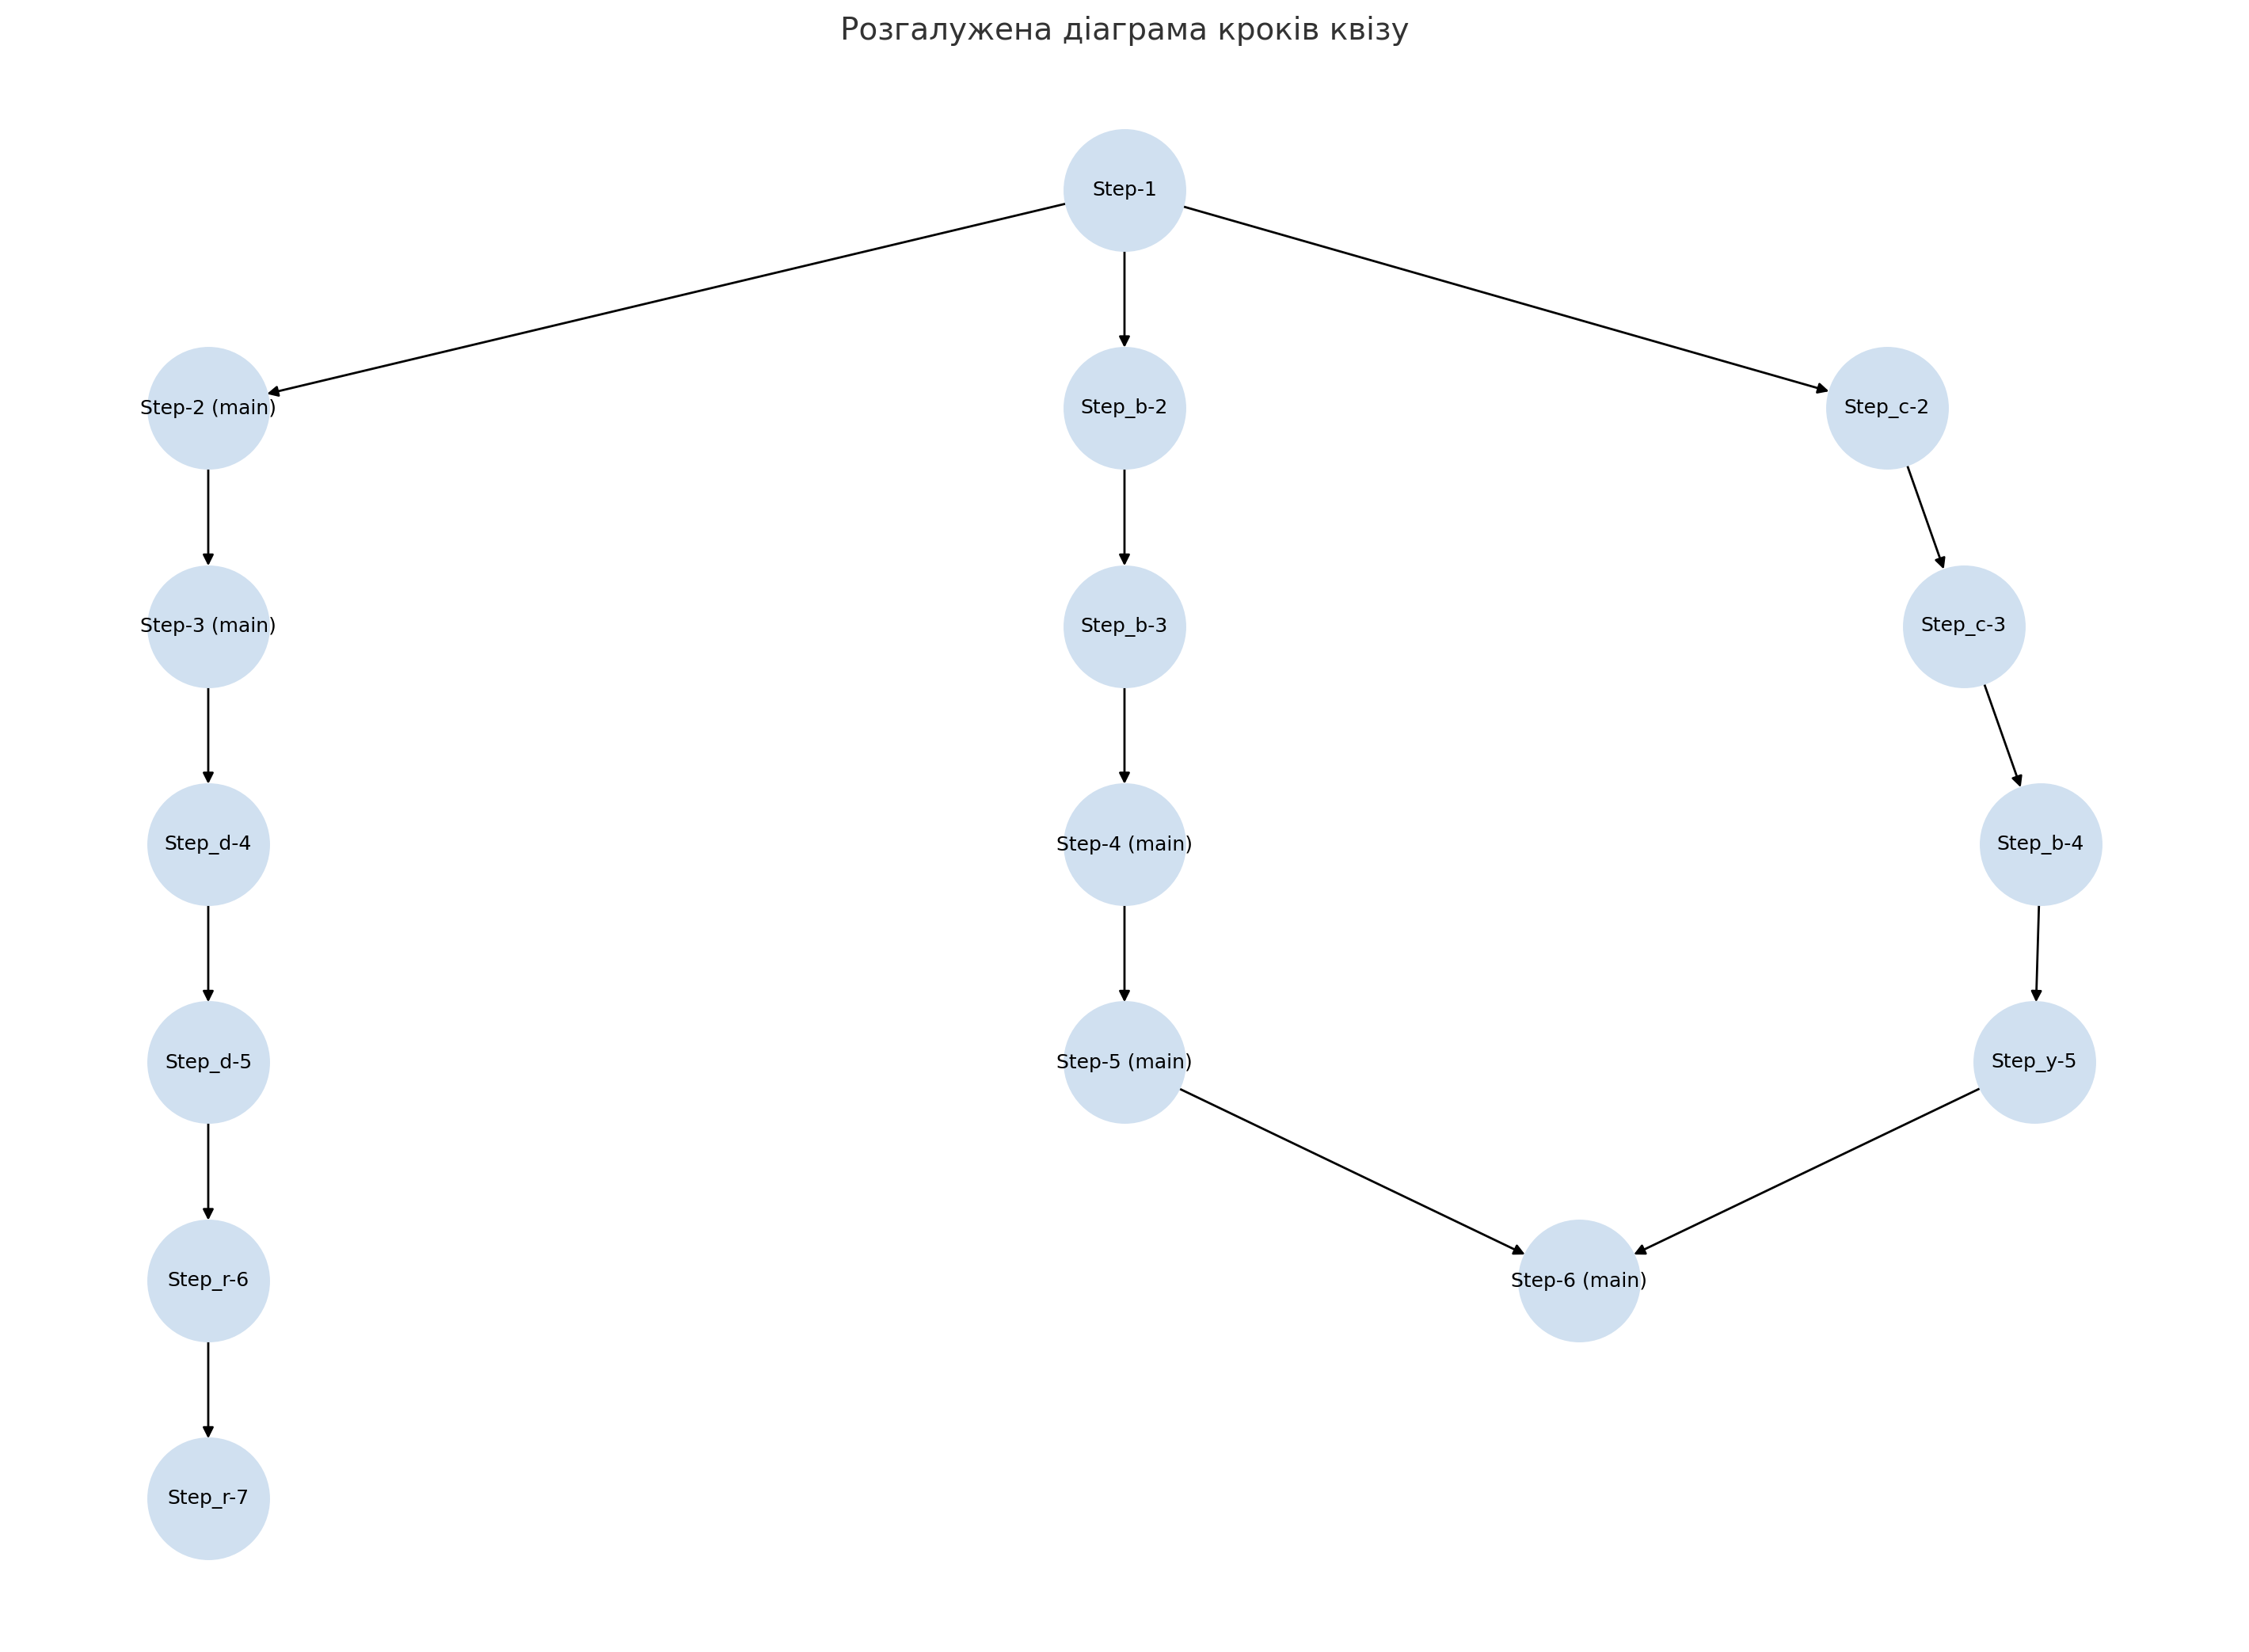 Розгалужена діаграма кроків квізу
Step-1
Step-2 (main)
Step_b-2
Step_c-2
Step-3 (main)
Step_b-3
Step_c-3
Step_d-4
Step-4 (main)
Step_b-4
Step_d-5
Step-5 (main)
Step_y-5
Step_r-6
Step-6 (main)
Step_r-7